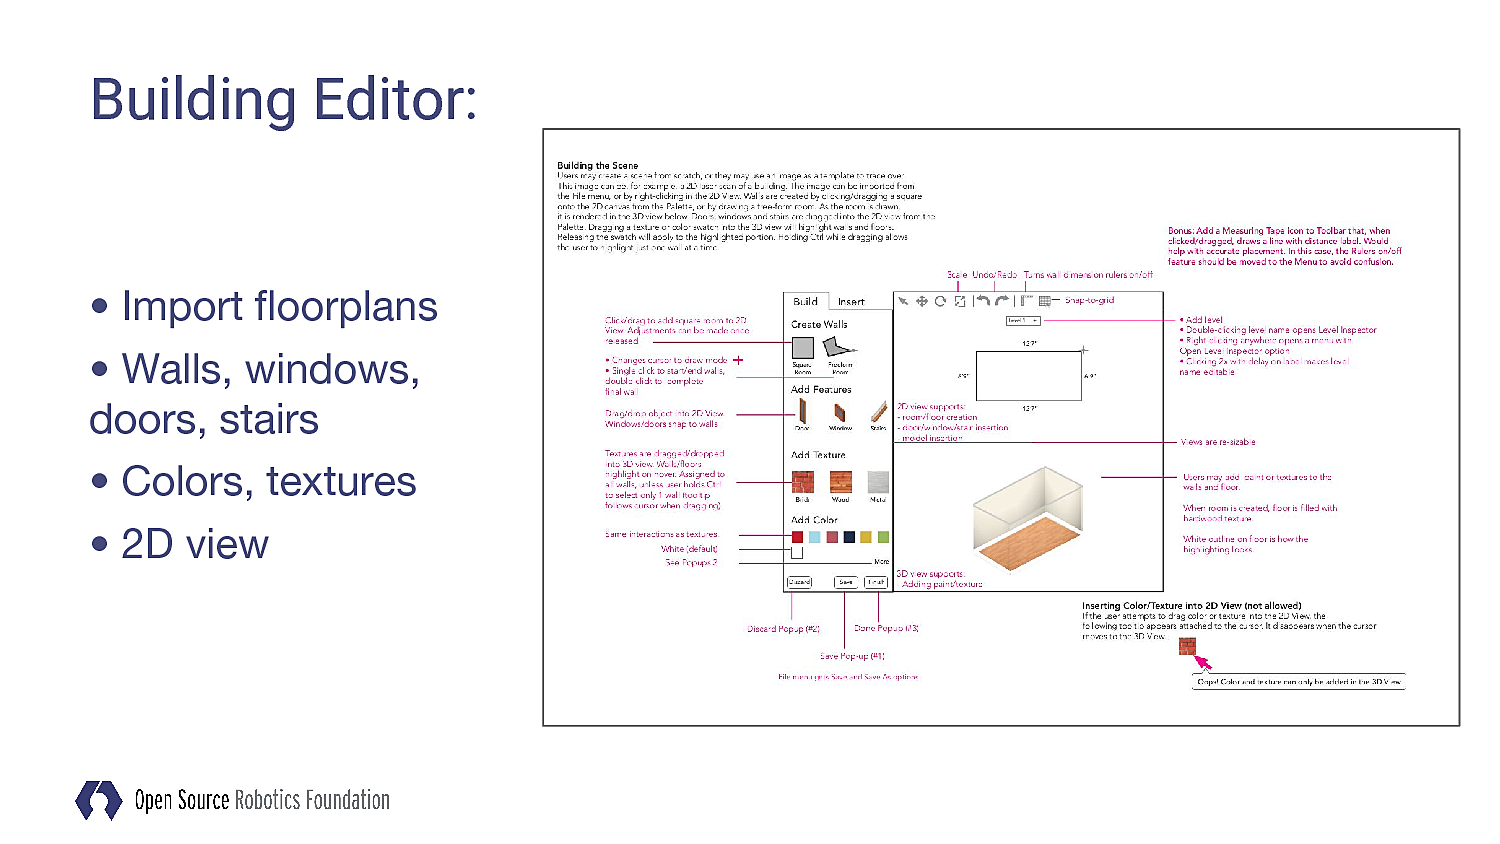 Building Editor:
• Import floorplans
• Walls, windows,
doors, stairs
• Colors, textures
• 2D view
Building the Scene
Users may create a scene from scratch, or they may use an image as a template to trace over.
This image can be, for example, a 2D laser scan of a building. The image can be imported from
the File menu, or by right-clicking in the 2D View. Walls are created by clicking/dragging a square
onto the 2D canvas from the Palette, or by drawing a free-form room. As the room is drawn,
it is rendered in the 3D view below. Doors, windows and stairs are dragged into the 2D view from the
Palette. Dragging a texture or color swatch into the 3D view will highlight walls and floors.
Releasing the swatch will apply to the highlighted portion. Holding Ctrl while dragging allows
the user to highlight just one wall at a time.
Bonus: Add a Measuring Tape icon to Toolbar that, when
clicked/dragged, draws a line with distance label. Would
help with accurate placement. In this case, the Rulers on/off
feature should be moved to the Menu to avoid confusion.
Scale Undo/Redo Turns wall dimension rulers on/off
Snap-to-grid
Build Insert
Create Walls
Square
Room
Freeform
Room
Add Features
Door Window Stairs
Add Texture
Brick Wood Metal
Add Color
More
Discard Save Finish
Click/drag to add square room to 2D
View. Adjustments can be made once
released
• Changes cursor to draw mode
• Single click to start/end walls,
double-click to complete
final wall
Drag/drop object into 2D View.
Windows/doors snap to walls
Textures are dragged/dropped
into 3D view. Walls/floors
highlight on hover. Assigned to
all walls, unless user holds Ctrl
to select only 1 wall (tooltip
follows cursor when dragging)
Same interactions as textures.
White (default)
See Popups 2
Level 1
12'7"
12'7"
2D view supports:
- room/floor creation
- door/window/stair insertion
- model insertion
3D view supports:
- Adding paint/texture
• Add level
• Double-clicking level name opens Level Inspector
• Right-clicking anywhere opens a menu with
Open Level Inspector option
• Clicking 2x with delay on label makes level
name editable
Views are re-sizable
Users may add paint or textures to the
walls and floor.
When room is created, floor is filled with
hardwood texture.
White outline on floor is how the
highlighting looks.
Discard Popup (#2)
Done Popup (#3)
Save Pop-up (#1)
File menu gets Save and Save As options
Inserting Color/Texture into 2D View (not allowed)
If the user attempts to drag color or texture into the 2D View, the
following tooltip appears attached to the cursor. It disappears when the cursor
moves to the 3D View.
Oops! Color and texture can only be added in the 3D View
Open Source Robotics Foundation